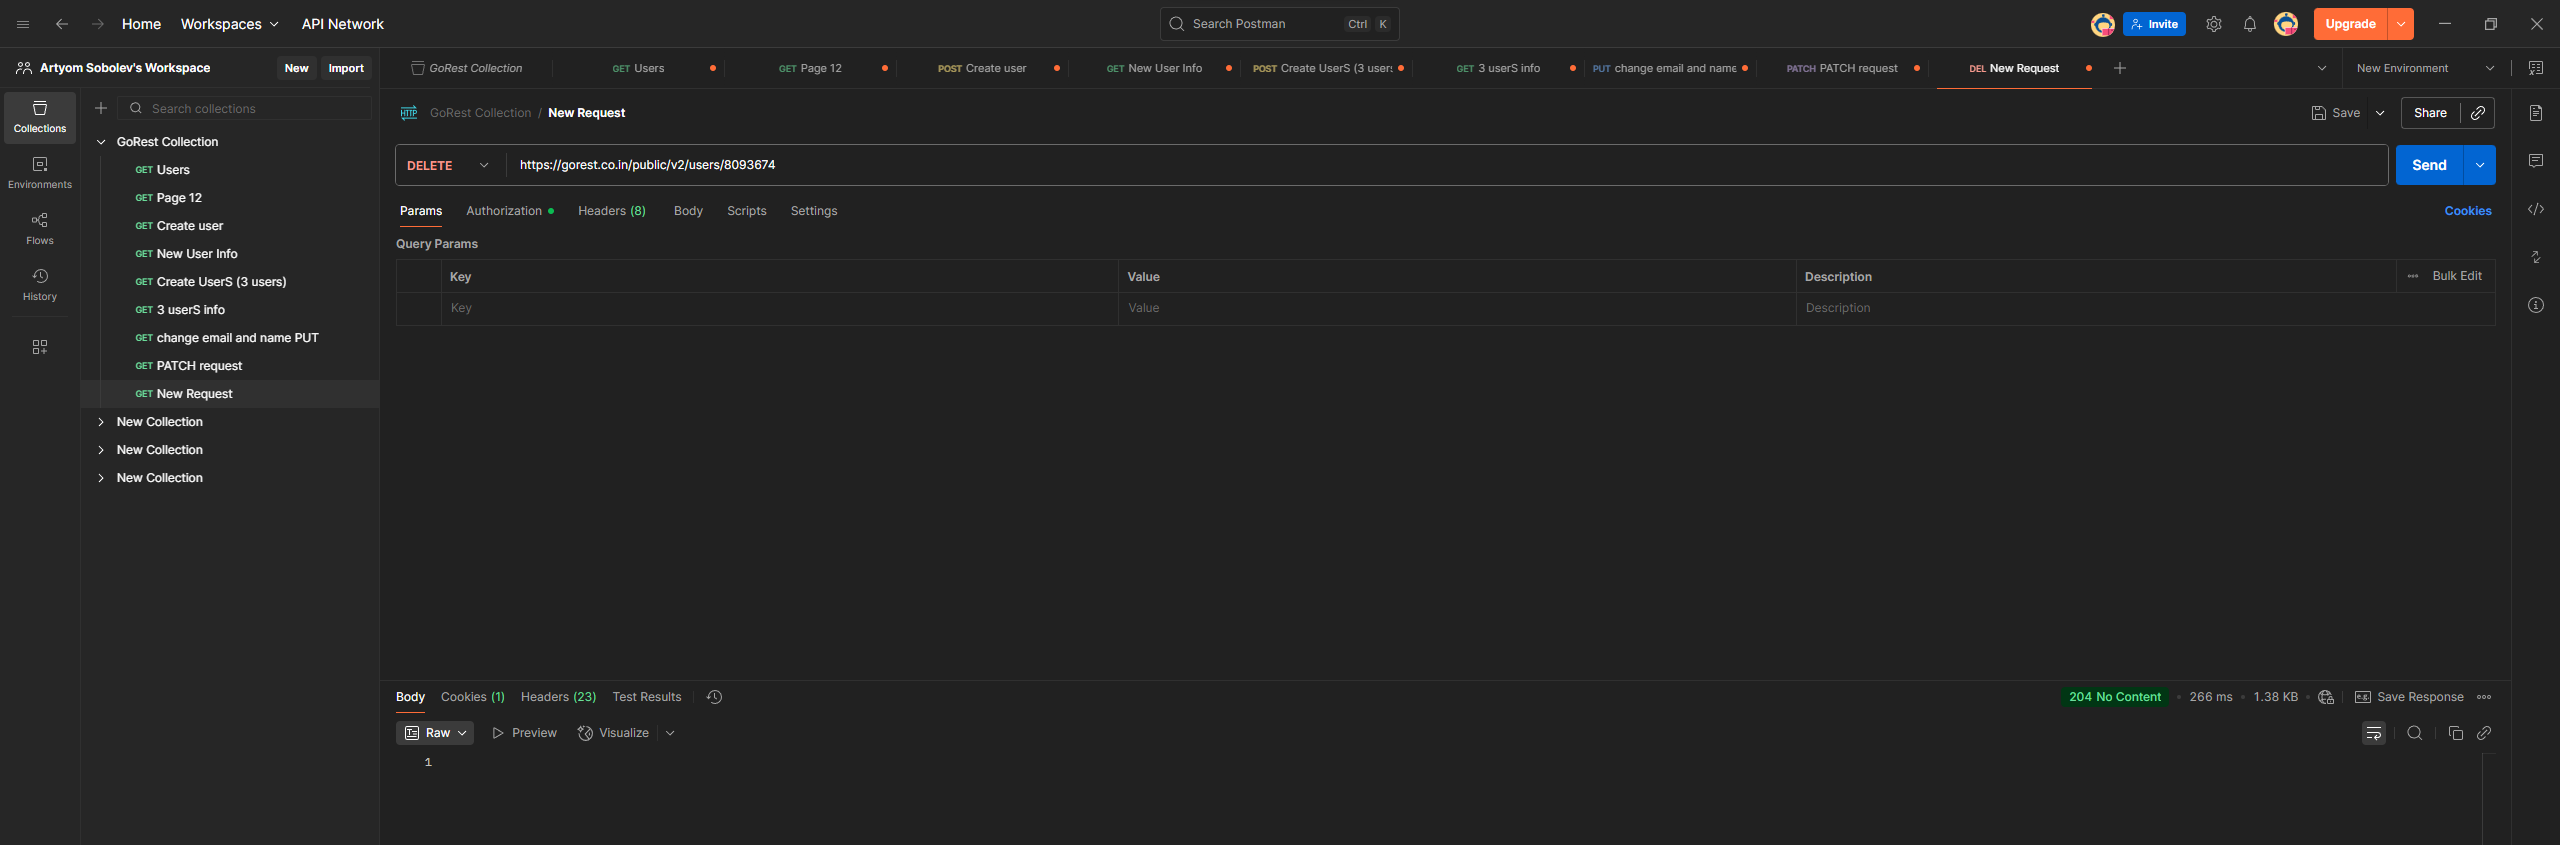 Home Workspaces API Network Search Postman Ctrl K Invite Upgrade
Artyom Sobolev's Workspace New Import
GoRest Collection GET Users GET Page 12 POST Create user GET New User Info POST Create UserS (3 users GET 3 userS info PUT change email and name PATCH PATCH request DEL New Request New Environment
Collections
Environments
Flows
History
Search collections
GoRest Collection
GET Users
GET Page 12
GET Create user
GET New User Info
GET Create UserS (3 users)
GET 3 userS info
GET change email and name PUT
GET PATCH request
GET New Request
New Collection
New Collection
New Collection
HTTP GoRest Collection / New Request Save Share
DELETE https://gorest.co.in/public/v2/users/8093674 Send
Params Authorization Headers (8) Body Scripts Settings Cookies
Query Params
Key Value Description Bulk Edit
Key Value Description
Body Cookies (1) Headers (23) Test Results 204 No Content 266 ms 1.38 KB e.g. Save Response
Raw Preview Visualize
1